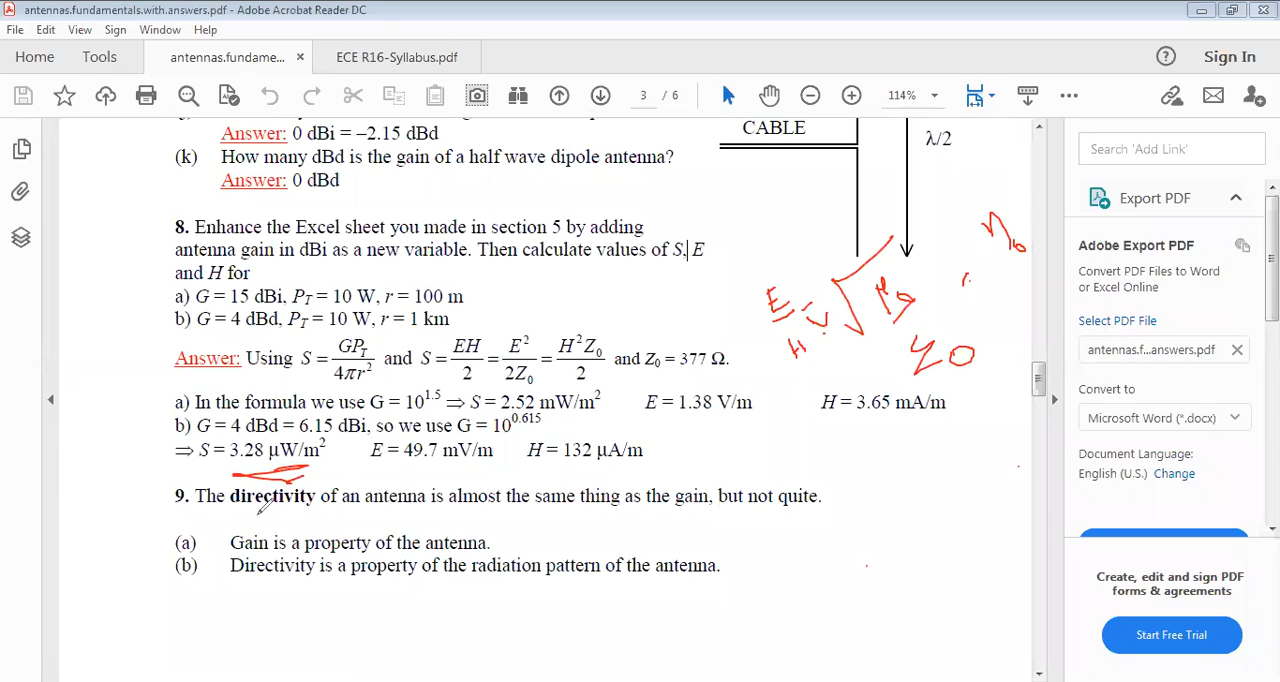 antennas.fundamentals.with.answers.pdf - Adobe Acrobat Reader DC
File Edit View Sign Window Help
Home Tools antennas.fundame... × ECE R16-Syllabus.pdf Sign In
3 / 6 114%
Answer: 0 dBi = –2.15 dBd
CABLE
λ/2
(k) How many dBd is the gain of a half wave dipole antenna?
Answer: 0 dBd
8. Enhance the Excel sheet you made in section 5 by adding
antenna gain in dBi as a new variable. Then calculate values of S, E
and H for
a) G = 15 dBi, P_T = 10 W, r = 100 m
b) G = 4 dBd, P_T = 10 W, r = 1 km
Answer: Using S = GP_T / 4πr² and S = EH / 2 = E² / 2Z₀ = H²Z₀ / 2 and Z₀ = 377 Ω.
a) In the formula we use G = 10^1.5 ⇒ S = 2.52 mW/m² E = 1.38 V/m H = 3.65 mA/m
b) G = 4 dBd = 6.15 dBi, so we use G = 10^0.615
⇒ S = 3.28 μW/m² E = 49.7 mV/m H = 132 μA/m
9. The directivity of an antenna is almost the same thing as the gain, but not quite.
(a) Gain is a property of the antenna.
(b) Directivity is a property of the radiation pattern of the antenna.
E
H
Search 'Add Link'
Export PDF
Adobe Export PDF
Convert PDF Files to Word
or Excel Online
Select PDF File
antennas.f...answers.pdf ×
Convert to
Microsoft Word (*.docx)
Document Language:
English (U.S.) Change
Create, edit and sign PDF
forms & agreements
Start Free Trial